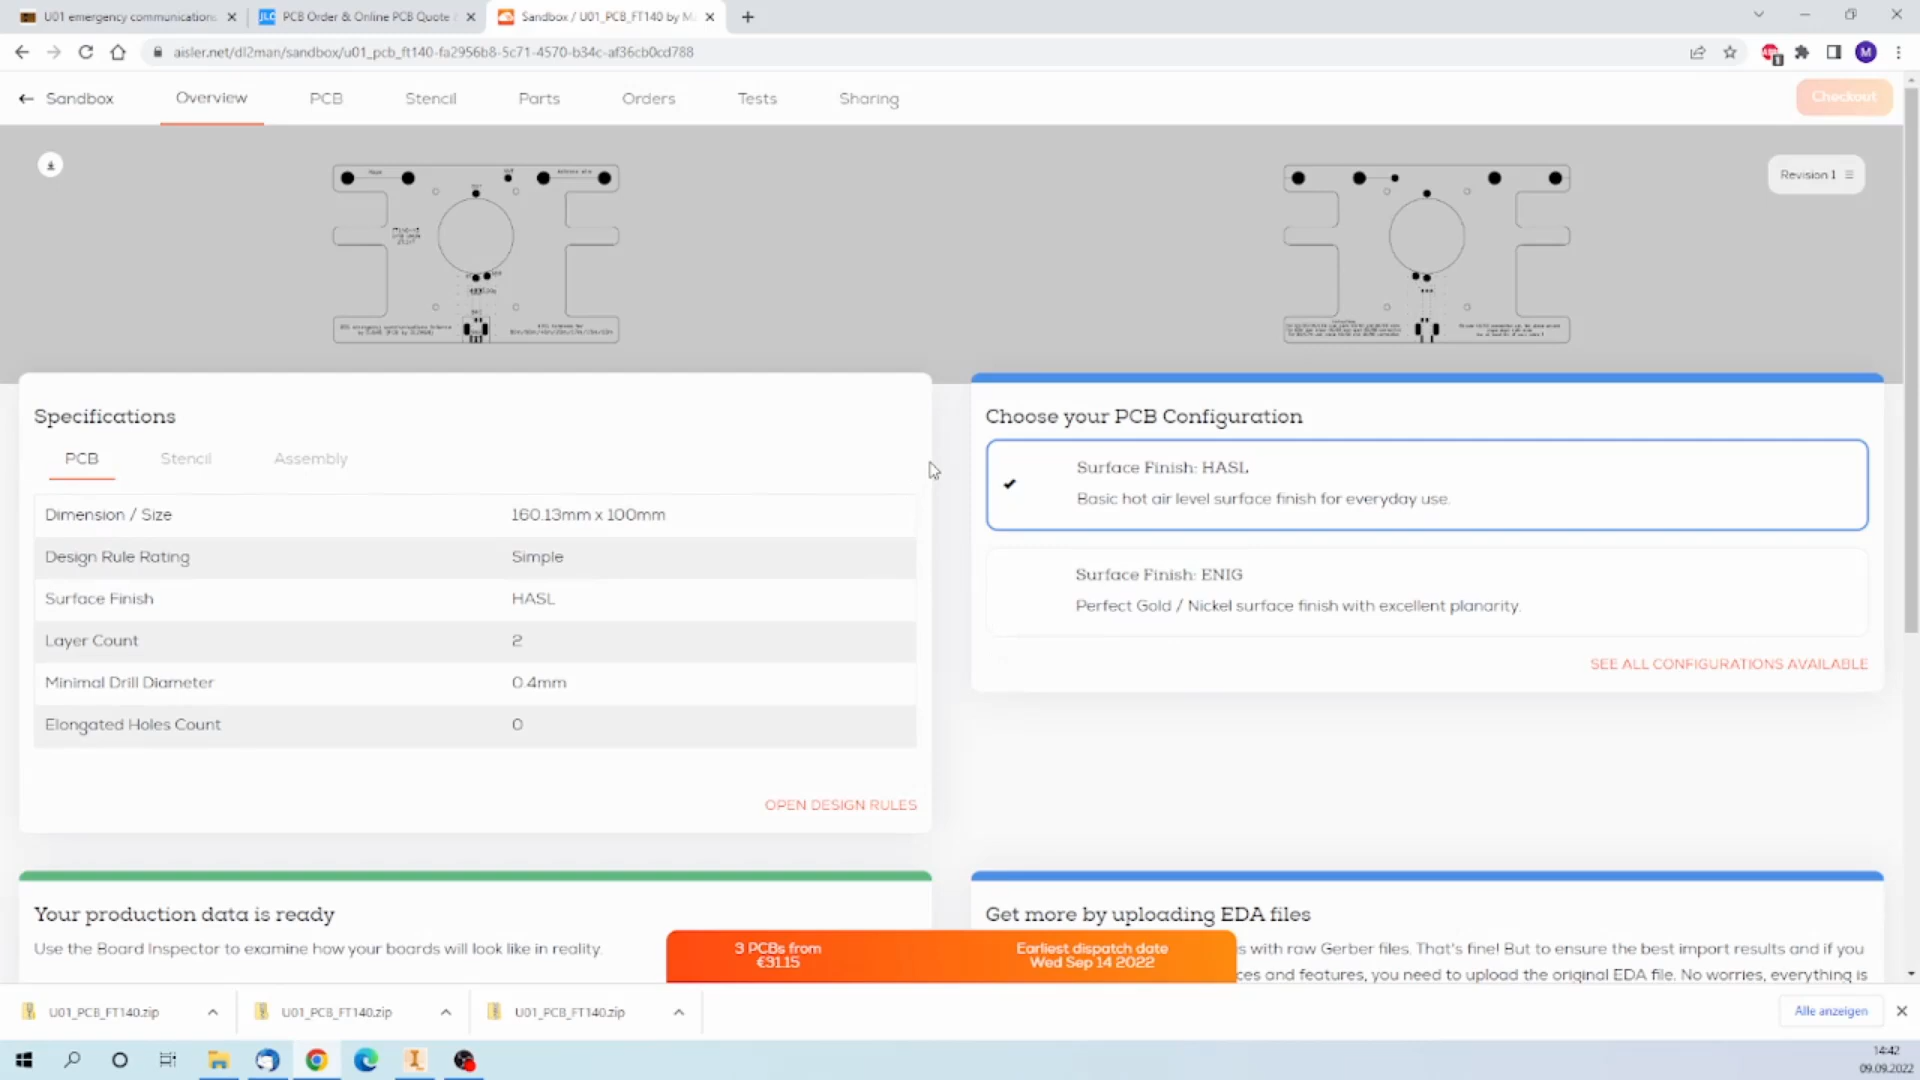 U01 emergency communications
PCB Order & Online PCB Quote
Sandbox / U01_PCB_FT140 by M
aisler.net/dl2man/sandbox/u01_pcb_ft140-fa2956b8-5c71-4570-b34c-af36cb0cd788
M
Sandbox
Overview
PCB
Stencil
Parts
Orders
Tests
Sharing
Checkout
Revision 1
Specifications
PCB
Stencil
Assembly
Dimension / Size
160.13mm x 100mm
Design Rule Rating
Simple
Surface Finish
HASL
Layer Count
2
Minimal Drill Diameter
0.4mm
Elongated Holes Count
0
OPEN DESIGN RULES
Choose your PCB Configuration
Surface Finish: HASL
Basic hot air level surface finish for everyday use.
Surface Finish: ENIG
Perfect Gold / Nickel surface finish with excellent planarity.
SEE ALL CONFIGURATIONS AVAILABLE
Your production data is ready
Use the Board Inspector to examine how your boards will look like in reality.
Get more by uploading EDA files
s with raw Gerber files. That's fine! But to ensure the best import results and if you
ces and features, you need to upload the original EDA file. No worries, everything is
3 PCBs from
€31.15
Earliest dispatch date
Wed Sep 14 2022
U01_PCB_FT140.zip
U01_PCB_FT140.zip
U01_PCB_FT140.zip
Alle anzeigen
14:42
09.09.2022